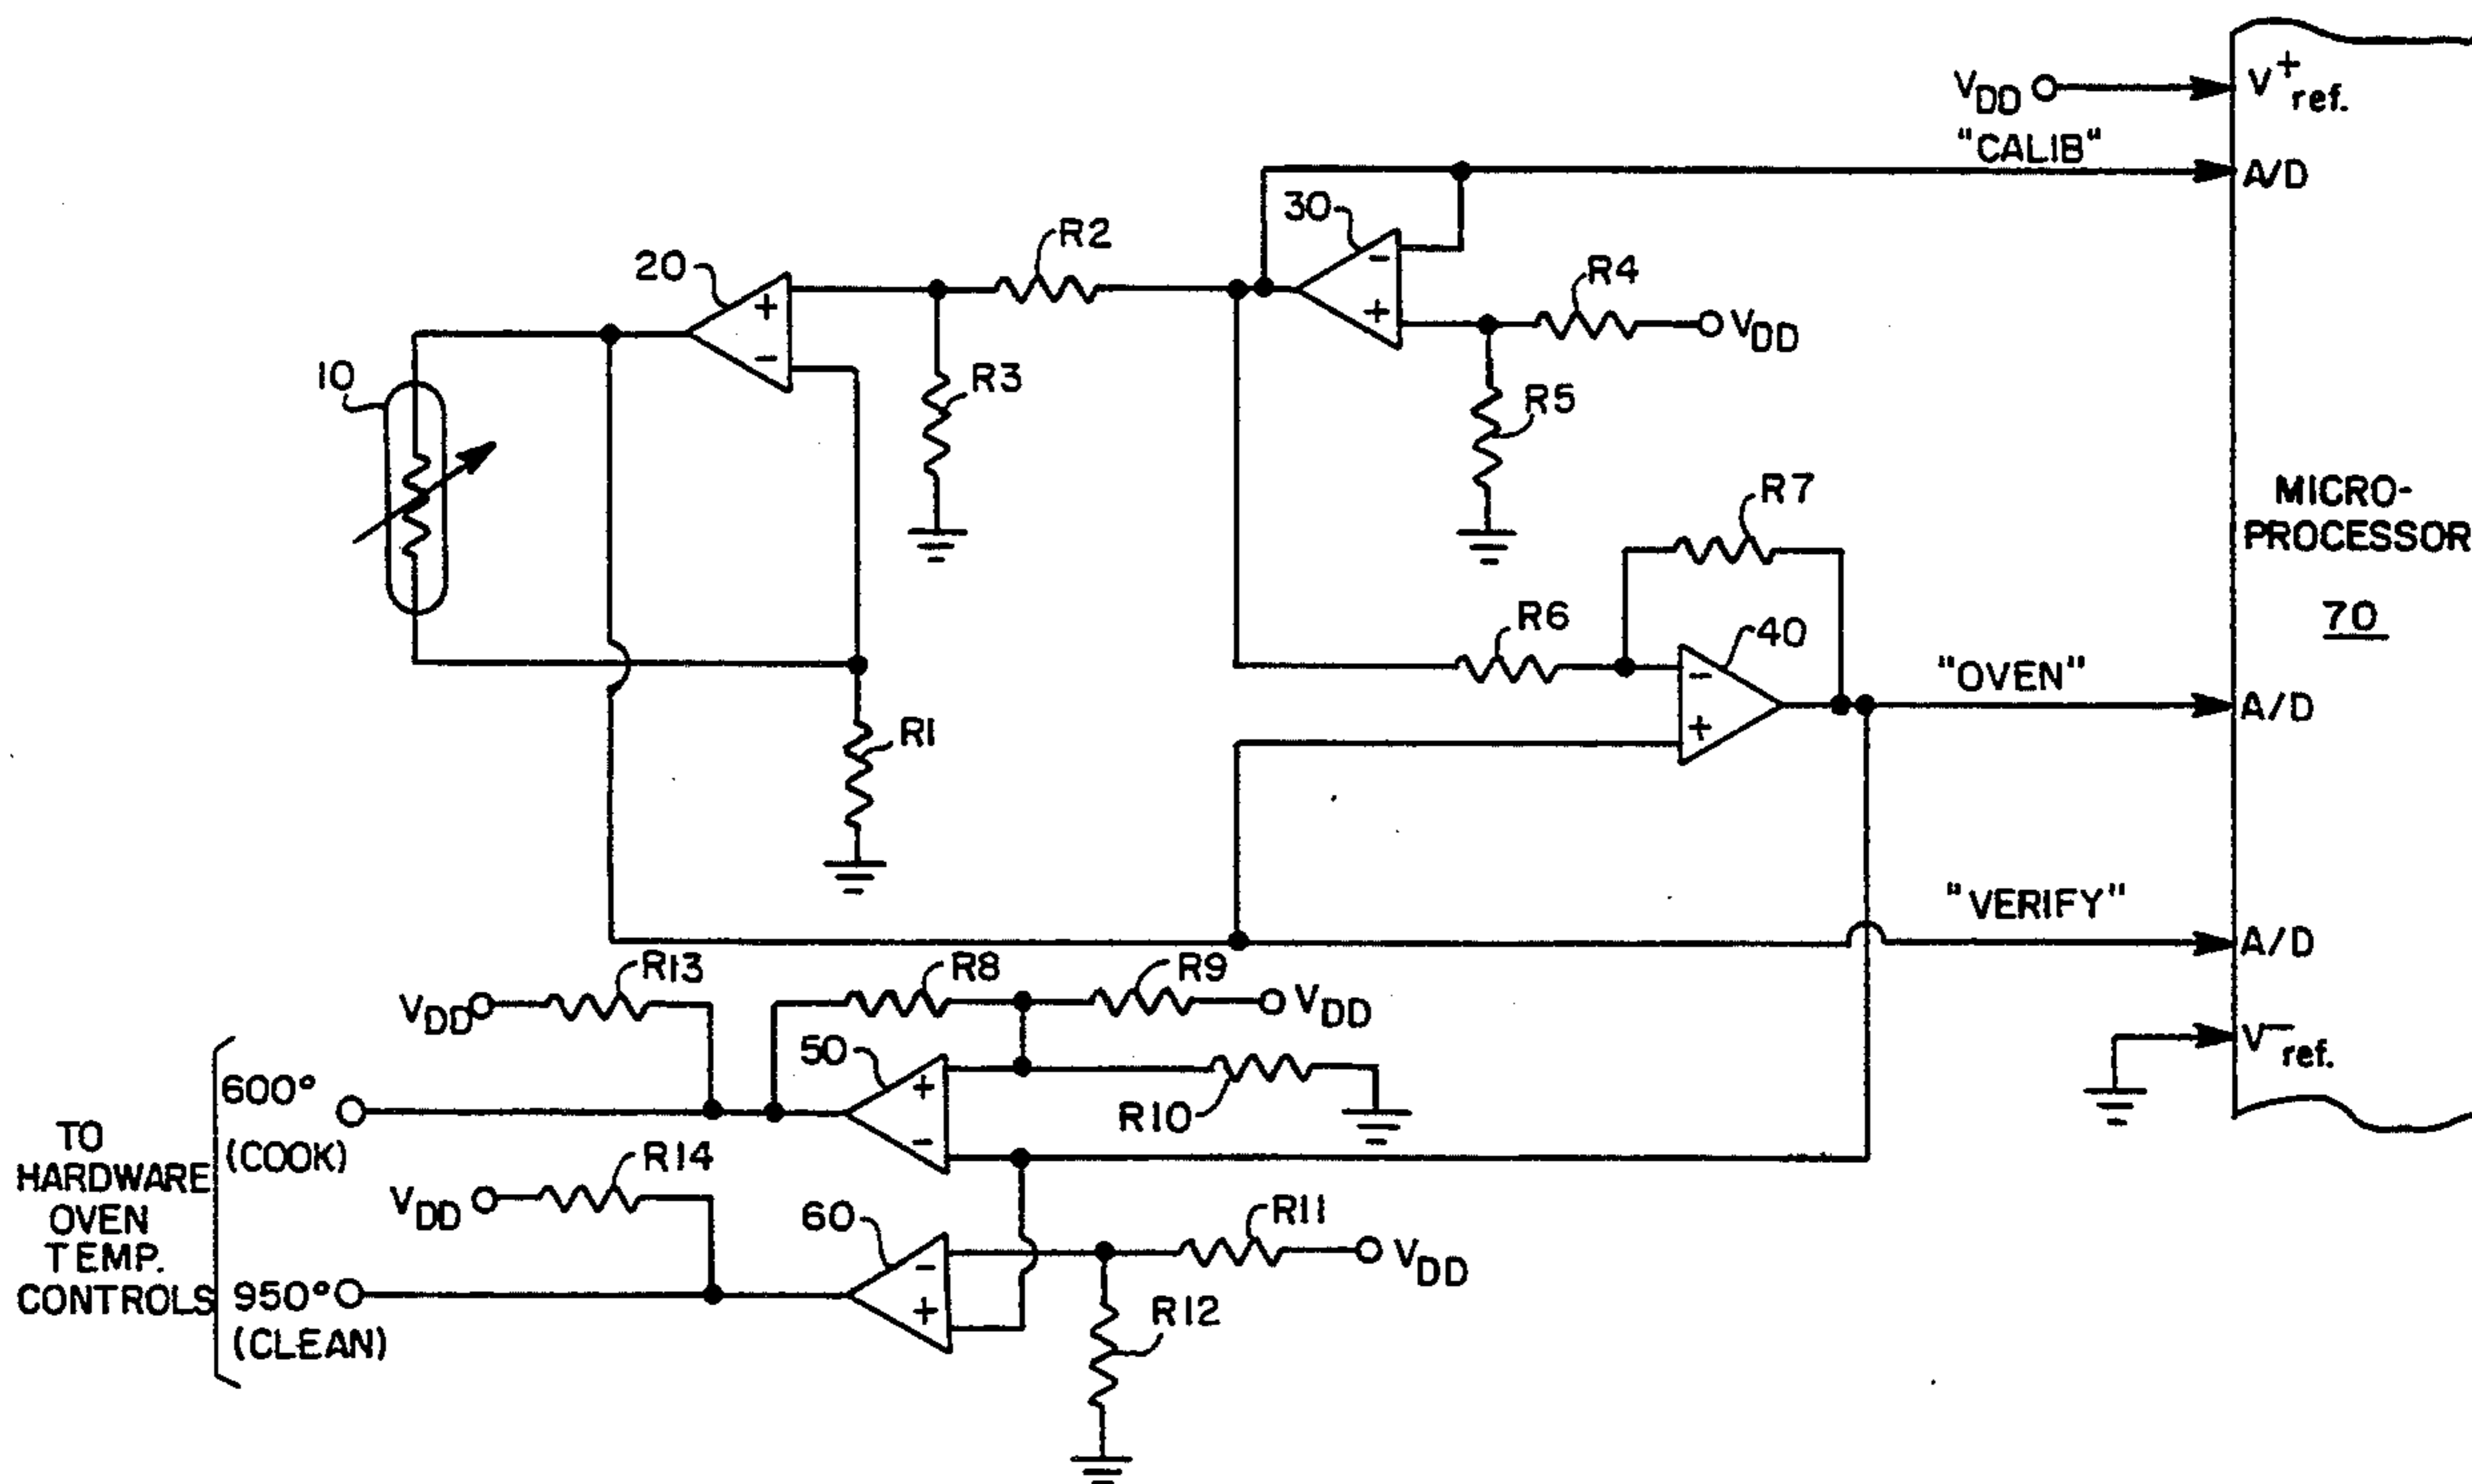 V+ref.
VDD
"CALIB"
A/D
30
R2
20
R4
VDD
10
R3
R5
R7
MICRO-
PROCESSOR
70
R6
40
"OVEN"
A/D
R1
"VERIFY"
A/D
R13
R8
R9
VDD
VDD
50
V-ref.
600°
(COOK)
R10
R14
TO
HARDWARE
OVEN
TEMP.
CONTROLS
VDD
60
R11
VDD
950°
(CLEAN)
R12
+
-
-
+
-
+
+
-
-
+